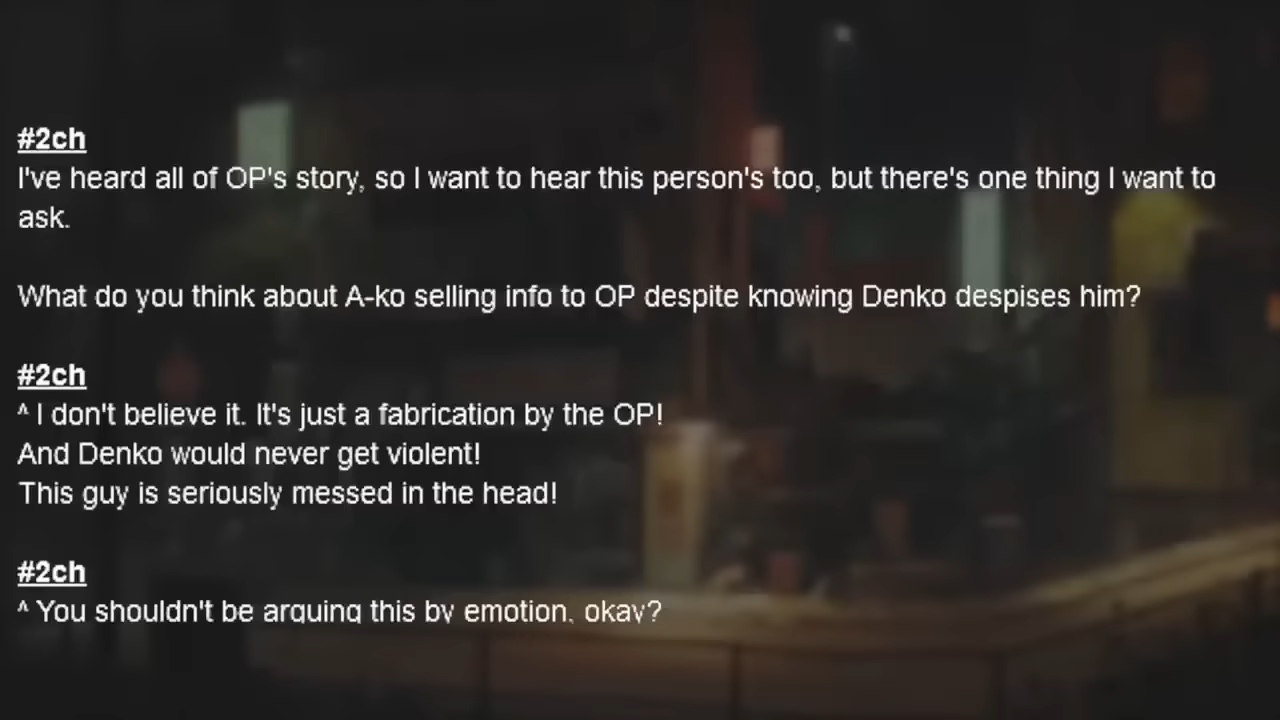 #2ch
I've heard all of OP's story, so I want to hear this person's too, but there's one thing I want to
ask.
What do you think about A-ko selling info to OP despite knowing Denko despises him?
#2ch
^ I don't believe it. It's just a fabrication by the OP!
And Denko would never get violent!
This guy is seriously messed in the head!
#2ch
^ You shouldn't be arguing this by emotion, okay?